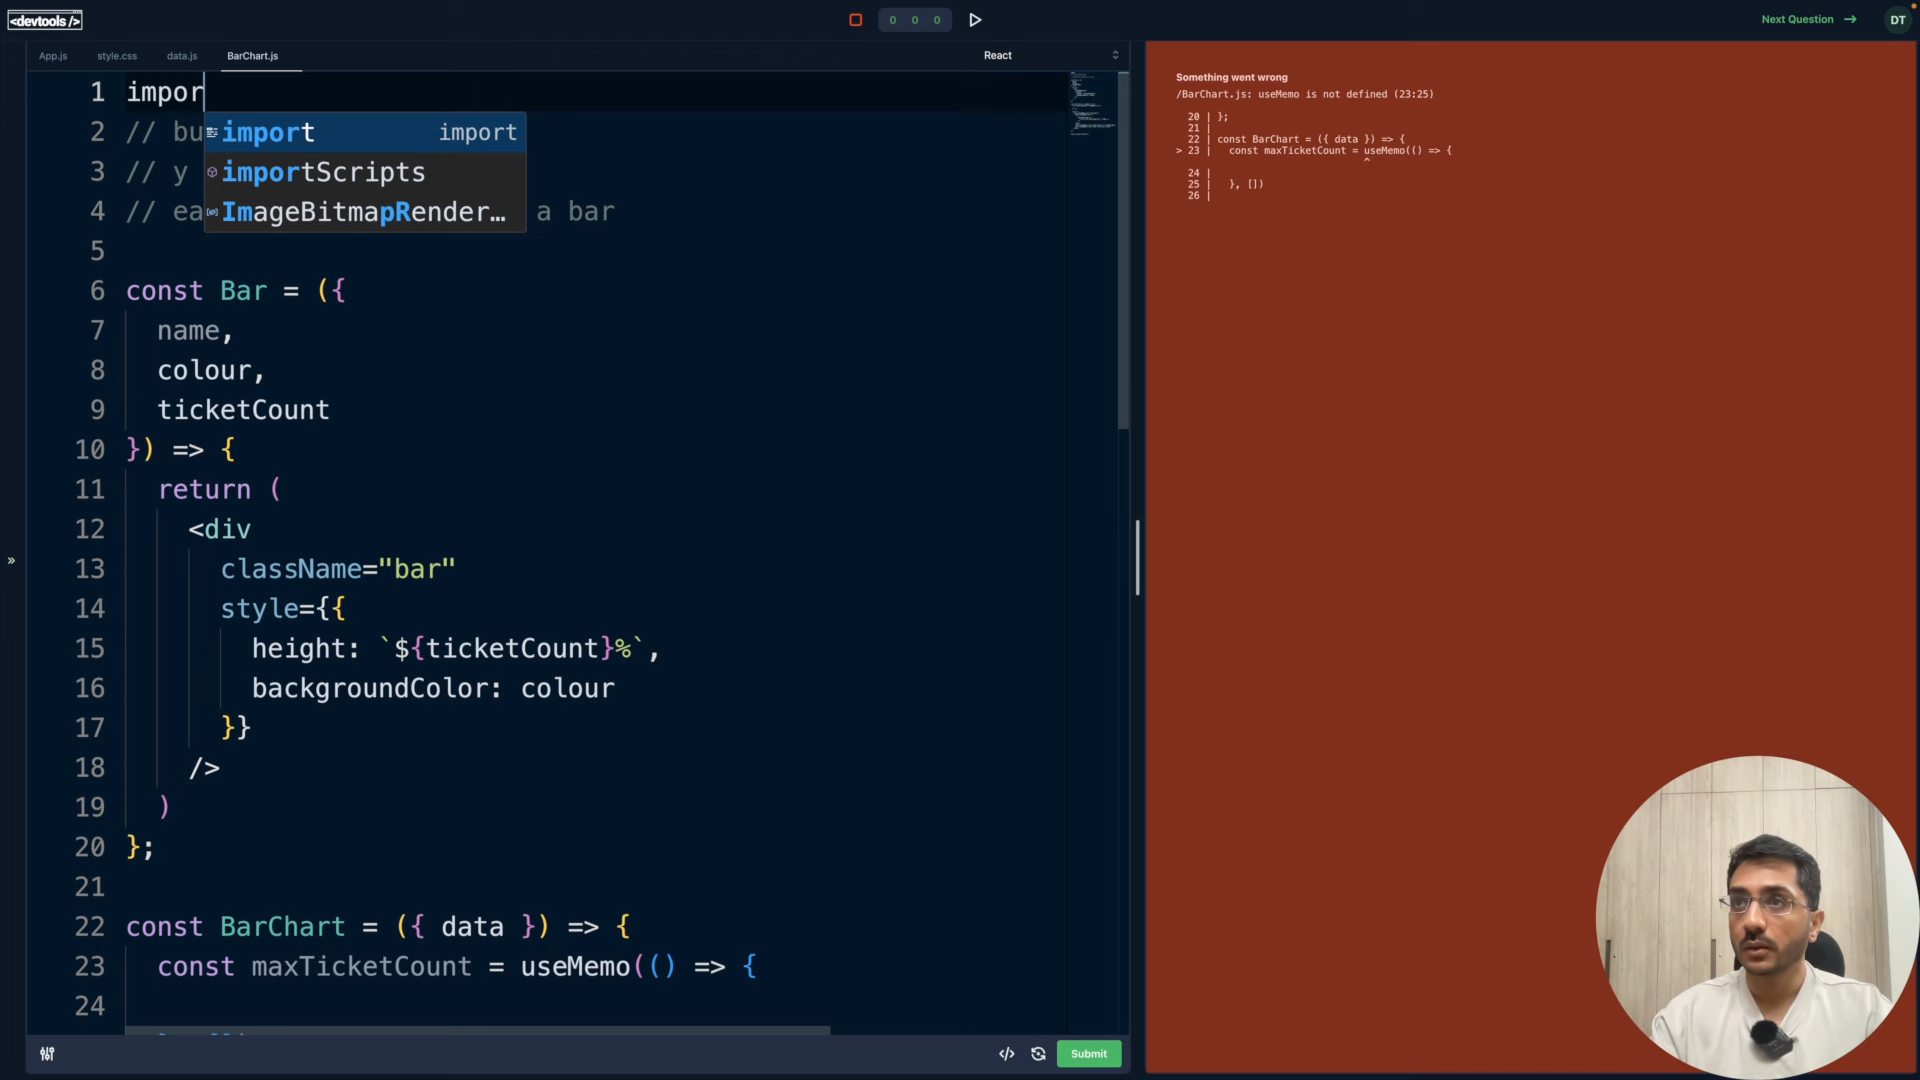 <devtools />
0 0 0
Next Question →
DT
App.js
style.css
data.js
BarChart.js
React
1 impor
2 // bu
3 // y
4 // ea a bar
import import
importScripts
ImageBitmapRender…
5
6 const Bar = ({
7 name,
8 colour,
9 ticketCount
10 }) => {
11 return (
12 <div
13 className="bar"
14 style={{
15 height: `${ticketCount}%`,
16 backgroundColor: colour
17 }}
18 />
19 )
20 };
21
22 const BarChart = ({ data }) => {
23 const maxTicketCount = useMemo(() => {
24
»
</>
Submit
Something went wrong
/BarChart.js: useMemo is not defined (23:25)
20 | };
21 |
22 | const BarChart = ({ data }) => {
> 23 | const maxTicketCount = useMemo(() => {
^
24 |
25 | }, [])
26 |